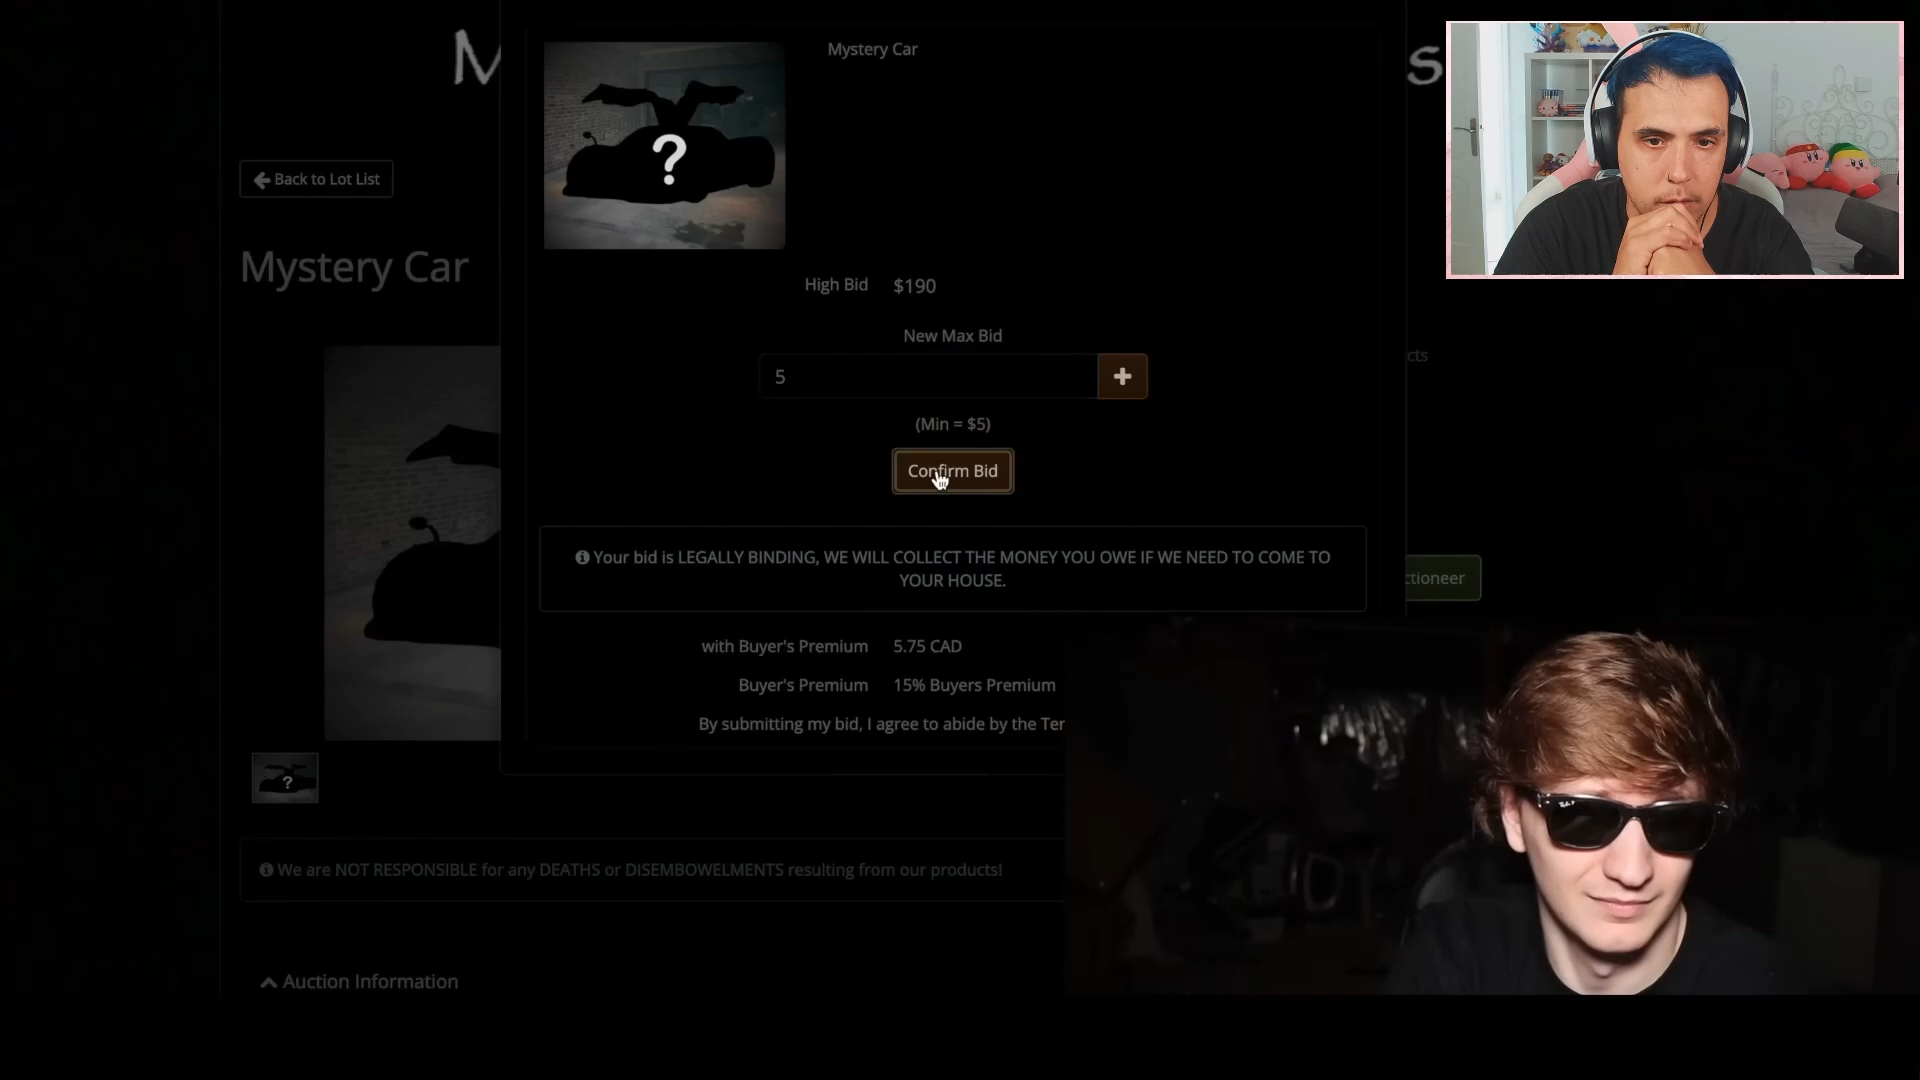 M
s
Mystery Car
Back to Lot List
?
Mystery Car
High Bid $190
New Max Bid
cts
5
+
(Min = $5)
Confirm Bid
Your bid is LEGALLY BINDING, WE WILL COLLECT THE MONEY YOU OWE IF WE NEED TO COME TO
YOUR HOUSE.
ctioneer
with Buyer's Premium 5.75 CAD
Buyer's Premium 15% Buyers Premium
By submitting my bid, I agree to abide by the Ter
?
We are NOT RESPONSIBLE for any DEATHS or DISEMBOWELMENTS resulting from our products!
Auction Information